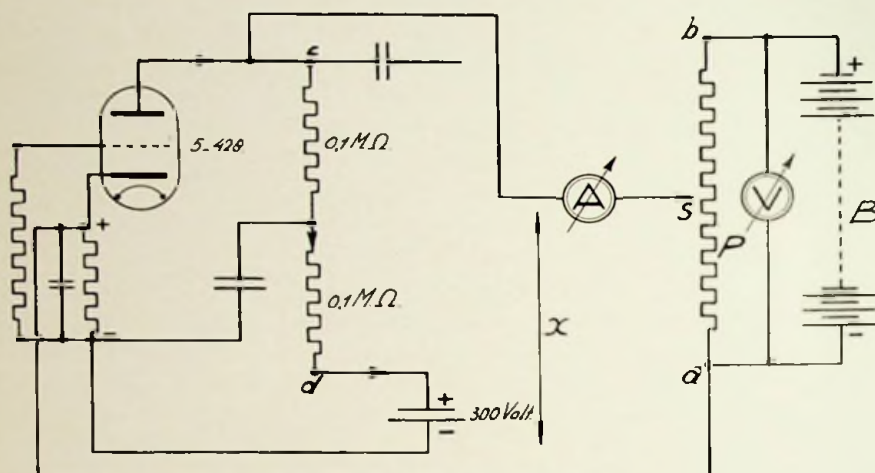 c
b
+
5-428
0,1 MΩ
A
S
P
V
B
+
-
0,1 MΩ
x
-
d
a
+
300 Volt
-